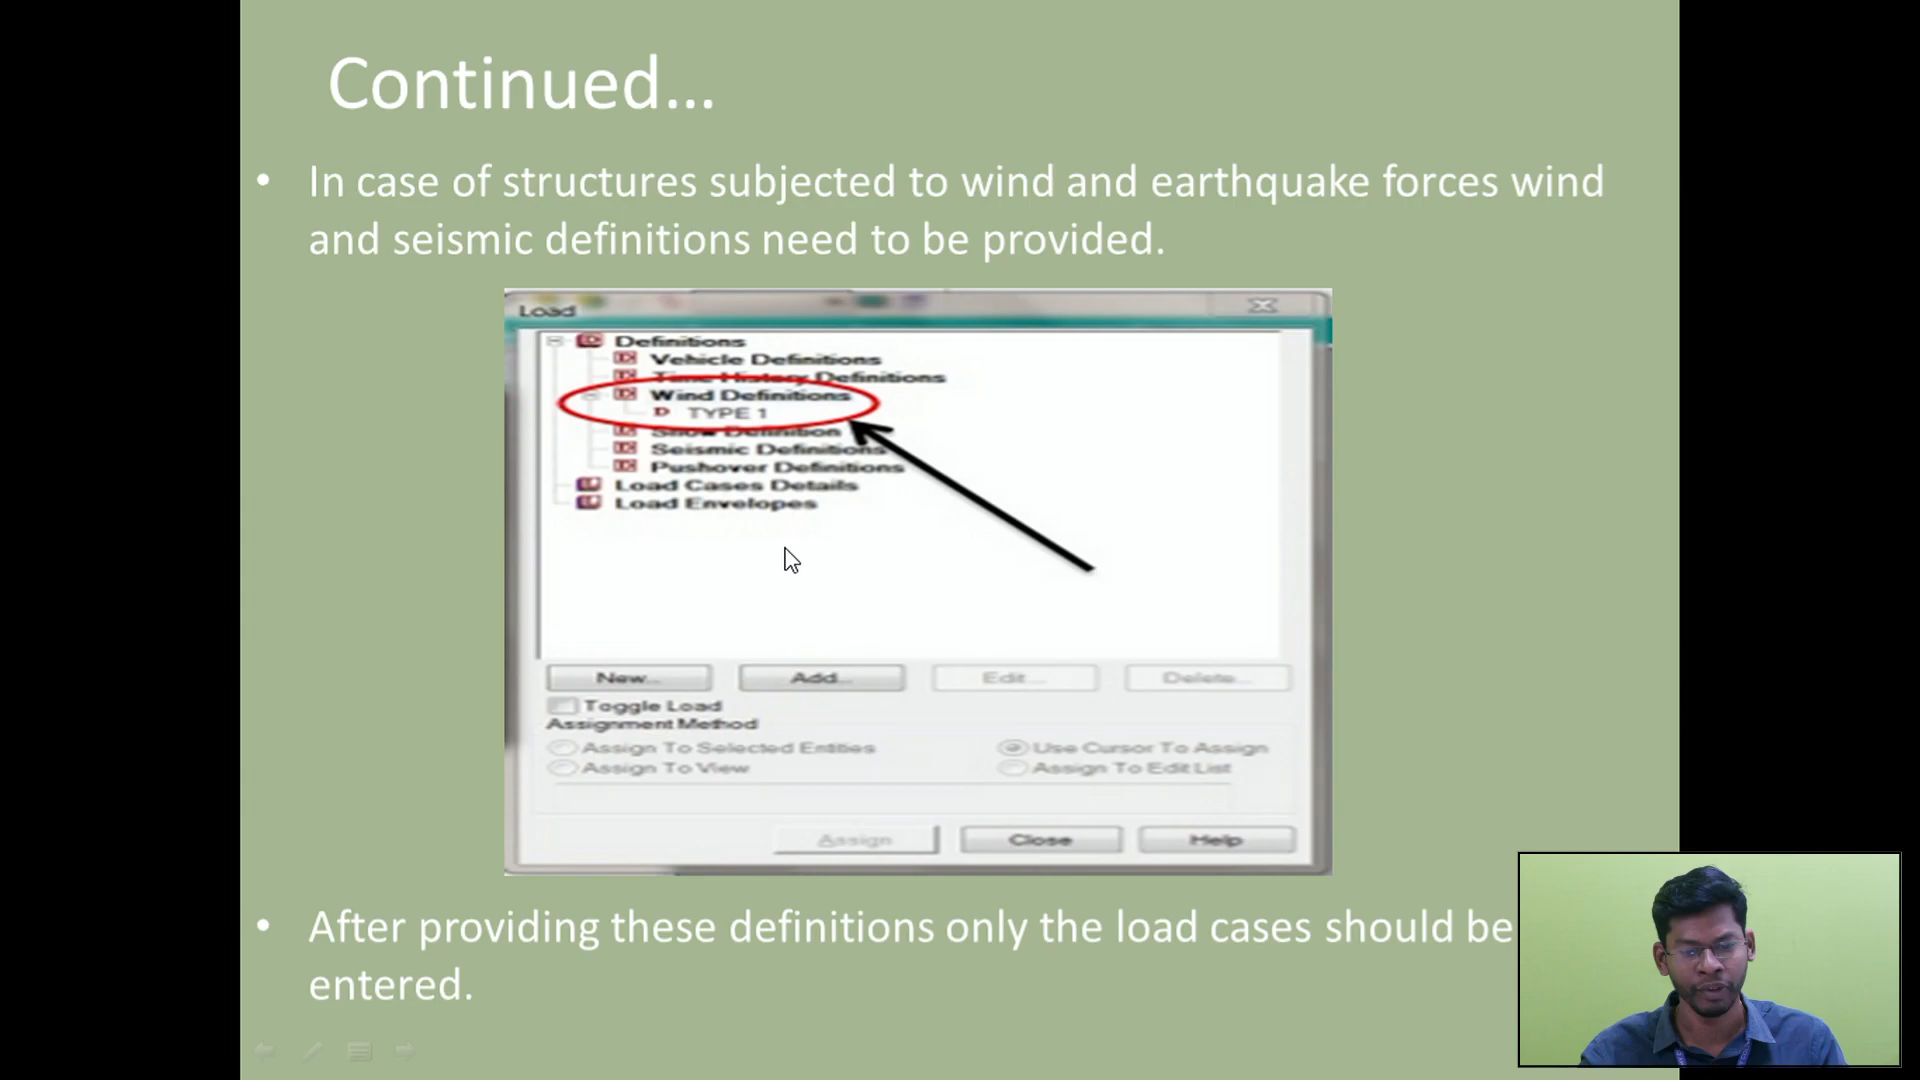 Continued...
• In case of structures subjected to wind and earthquake forces wind
and seismic definitions need to be provided.
Load
Definitions
Vehicle Definitions
Time History Definitions
Wind Definitions
TYPE 1
Snow Definition
Seismic Definitions
Pushover Definitions
Load Cases Details
Load Envelopes
New... Add... Edit... Delete...
Toggle Load
Assignment Method
Assign To Selected Entities Use Cursor To Assign
Assign To View Assign To Edit List
Assign Close Help
• After providing these definitions only the load cases should be
entered.